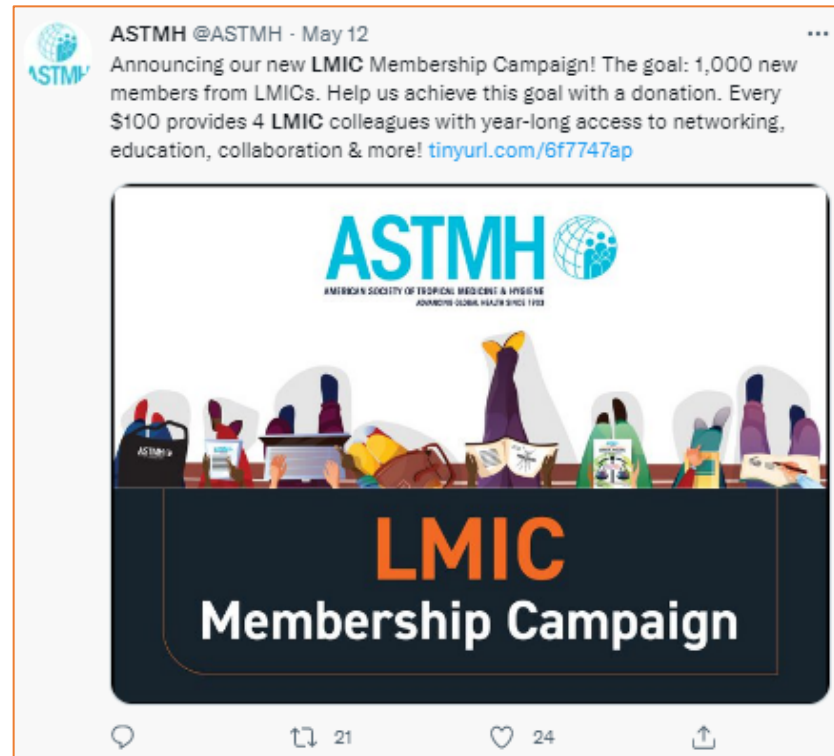 ASTMH @ASTMH · May 12
Announcing our new LMIC Membership Campaign! The goal: 1,000 new
members from LMICs. Help us achieve this goal with a donation. Every
$100 provides 4 LMIC colleagues with year-long access to networking,
education, collaboration & more! tinyurl.com/6f7747ap
ASTMH
ASTMH
AMERICAN SOCIETY OF TROPICAL MEDICINE & HYGIENE
ADVANCING GLOBAL HEALTH SINCE 1903
ASTMH
LMIC
Membership Campaign
21
24